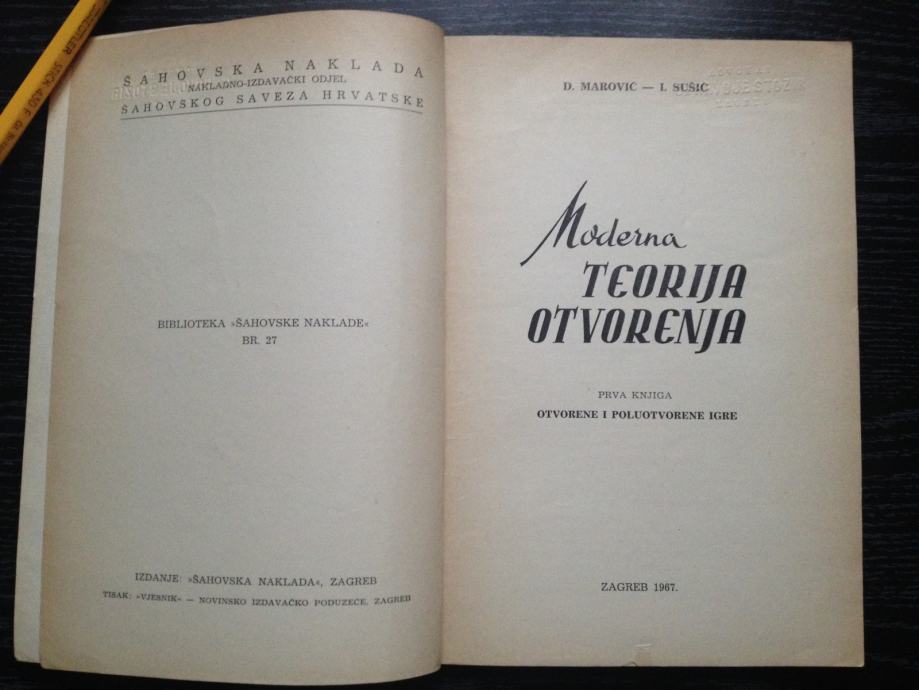 ŠAHOVSKA NAKLADA
NAKLADNO-IZDAVAČKI ODJEL
ŠAHOVSKOG SAVEZA HRVATSKE
BIBLIOTEKA »ŠAHOVSKE NAKLADE«
BR. 27
IZDANJE: »ŠAHOVSKA NAKLADA«, ZAGREB
TISAK: »VJESNIK« — NOVINSKO IZDAVAČKO PODUZEĆE, ZAGREB
D. MAROVIĆ — I. SUŠIĆ
Moderna
TEORIJA
OTVORENJA
PRVA KNJIGA
OTVORENE I POLUOTVORENE IGRE
ZAGREB 1967.